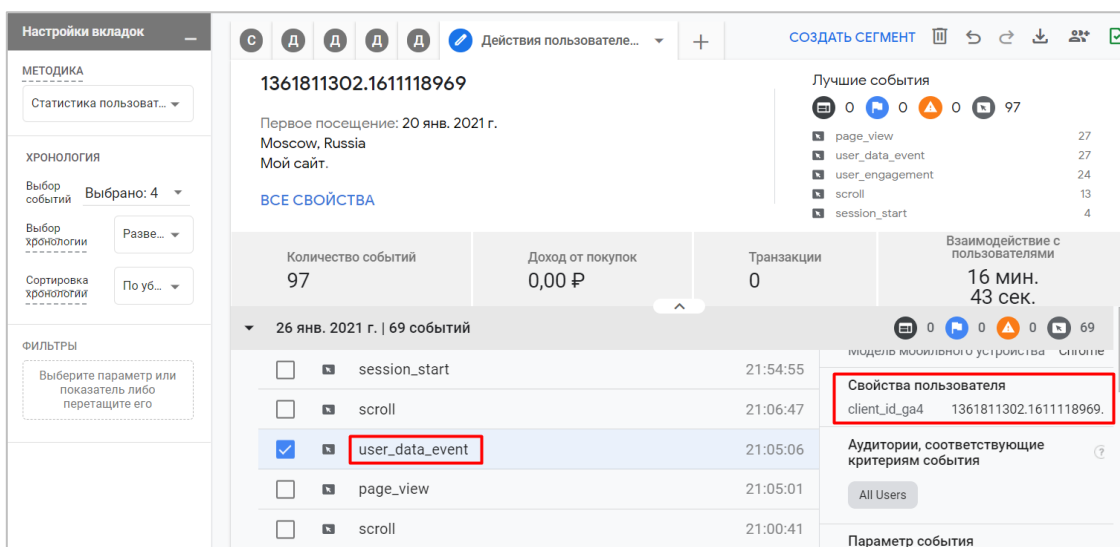 Настройки вкладок
МЕТОДИКА
Статистика пользоват...
ХРОНОЛОГИЯ
Выбор
событий
Выбрано: 4
Выбор
хронологии
Разве...
Сортировка
хронологии
По уб...
ФИЛЬТРЫ
Выберите параметр или
показатель либо
перетащите его
С Д Д Д Д Действия пользователе... +
СОЗДАТЬ СЕГМЕНТ
1361811302.1611118969
Первое посещение: 20 янв. 2021 г.
Moscow, Russia
Мой сайт.
ВСЕ СВОЙСТВА
Лучшие события
0 0 0 97
page_view 27
user_data_event 27
user_engagement 24
scroll 13
session_start 4
Количество событий
97
Доход от покупок
0,00 ₽
Транзакции
0
Взаимодействие с
пользователями
16 мин.
43 сек.
26 янв. 2021 г. | 69 событий
0 0 0 69
session_start 21:54:55
scroll 21:06:47
user_data_event 21:05:06
page_view 21:05:01
scroll 21:00:41
Модель мобильного устройства Chrome
Свойства пользователя
client_id_ga4 1361811302.1611118969.
Аудитории, соответствующие
критериям события
?
All Users
Параметр события